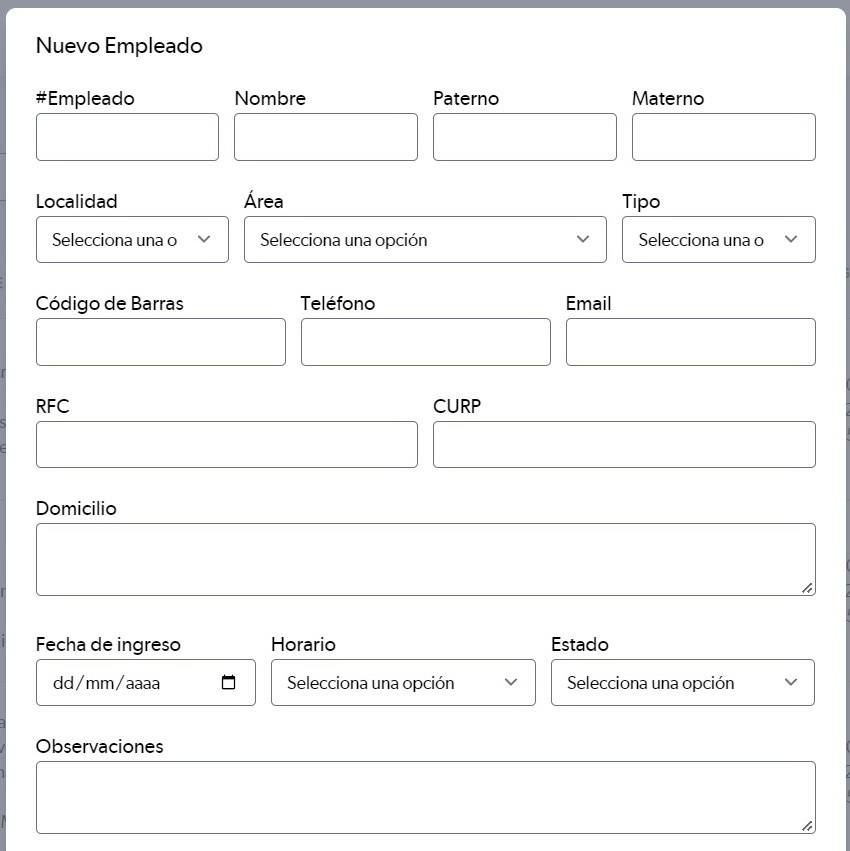 Nuevo Empleado
#Empleado Nombre Paterno Materno
Localidad Área Tipo
Selecciona una o Selecciona una opción Selecciona una o
Código de Barras Teléfono Email
RFC CURP
Domicilio
Fecha de ingreso Horario Estado
dd/mm/aaaa Selecciona una opción Selecciona una opción
Observaciones